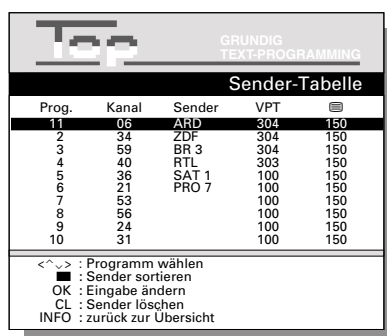 Top
GRUNDIG
TEXT-PROGRAMMING
Sender-Tabelle
Prog. Kanal Sender VPT
11 06 ARD 304 150
2 34 ZDF 304 150
3 59 BR 3 304 150
4 40 RTL 303 150
5 36 SAT 1 100 150
6 21 PRO 7 100 150
7 53 100 150
8 56 100 150
9 24 100 150
10 31 100 150
<^⌄> : Programm wählen
■ : Sender sortieren
OK : Eingabe ändern
CL : Sender löschen
INFO : zurück zur Übersicht